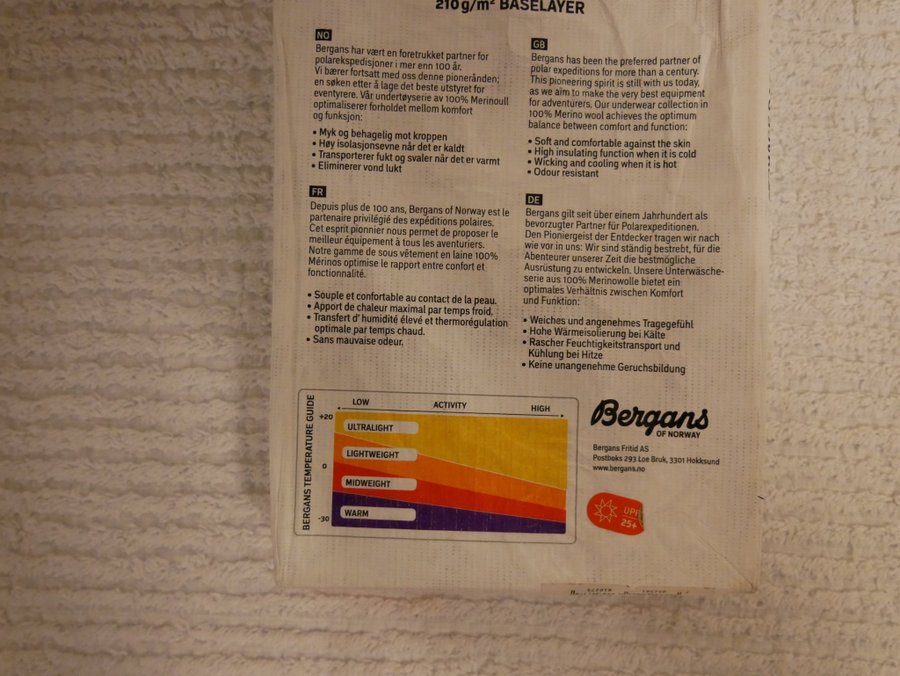 210 g/m² BASELAYER
NO
Bergans har vært en foretrukket partner for
polarekspedisjoner i mer enn 100 år.
Vi bærer fortsatt med oss denne pionerånden;
en søken etter å lage det beste utstyret for
eventyrere. Vår undertøyserie av 100% Merinoull
optimaliserer forholdet mellom komfort
og funksjon:
• Myk og behagelig mot kroppen
• Høy isolasjonsevne når det er kaldt
• Transporterer fukt og svaler når det er varmt
• Eliminerer vond lukt
GB
Bergans has been the preferred partner of
polar expeditions for more than a century.
This pioneering spirit is still with us today,
as we aim to make the very best equipment
for adventurers. Our underwear collection in
100% Merino wool achieves the optimum
balance between comfort and function:
• Soft and comfortable against the skin
• High insulating function when it is cold
• Wicking and cooling when it is hot
• Odour resistant
FR
Depuis plus de 100 ans, Bergans of Norway est le
partenaire privilégié des expéditions polaires.
Cet esprit pionnier nous permet de proposer le
meilleur équipement à tous les aventuriers.
Notre gamme de sous vêtement en laine 100%
Mérinos optimise le rapport entre confort et
fonctionnalité.
• Souple et confortable au contact de la peau.
• Apport de chaleur maximal par temps froid.
• Transfert d' humidité élevé et thermorégulation
optimale par temps chaud.
• Sans mauvaise odeur.
DE
Bergans gilt seit über einem Jahrhundert als
bevorzugter Partner für Polarexpeditionen.
Den Pioniergeist der Entdecker tragen wir nach
wie vor in uns: Wir sind ständig bestrebt, für die
Abenteurer unserer Zeit die bestmögliche
Ausrüstung zu entwickeln. Unsere Unterwäsche-
serie aus 100% Merinowolle bietet ein
optimales Verhältnis zwischen Komfort
und Funktion:
• Weiches und angenehmes Tragegefühl
• Hohe Wärmeisolierung bei Kälte
• Rascher Feuchtigkeitstransport und
Kühlung bei Hitze
• Keine unangenehme Geruchsbildung
BERGANS TEMPERATURE GUIDE
LOW ACTIVITY HIGH
+20
0
-30
ULTRALIGHT
LIGHTWEIGHT
MIDWEIGHT
WARM
Bergans
OF NORWAY
Bergans Fritid AS
Postboks 293 Loe Bruk, 3301 Hokksund
www.bergans.no
UPF
25+